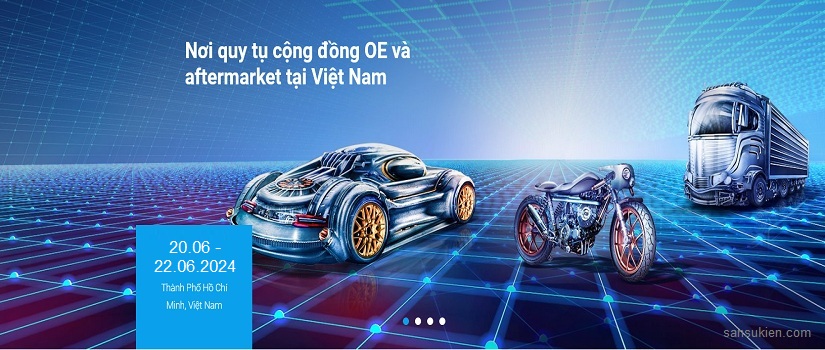 Nơi quy tụ cộng đồng OE và
aftermarket tại Việt Nam
20.06 -
22.06.2024
Thành Phố Hồ Chí
Minh, Việt Nam
sansukien.com